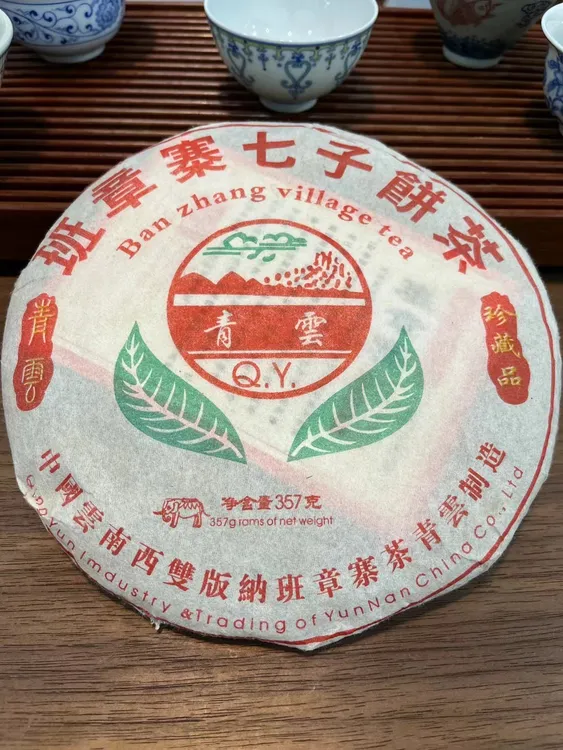 班章寨七子餅茶
Ban zhang village tea
青雲
青雲
Q.Y.
珍藏品
净含量357克
357g rams of net weight
中國雲南西雙版納班章寨茶青雲制造
Yun Imdustry &Trading of YunNan China Co., Ltd